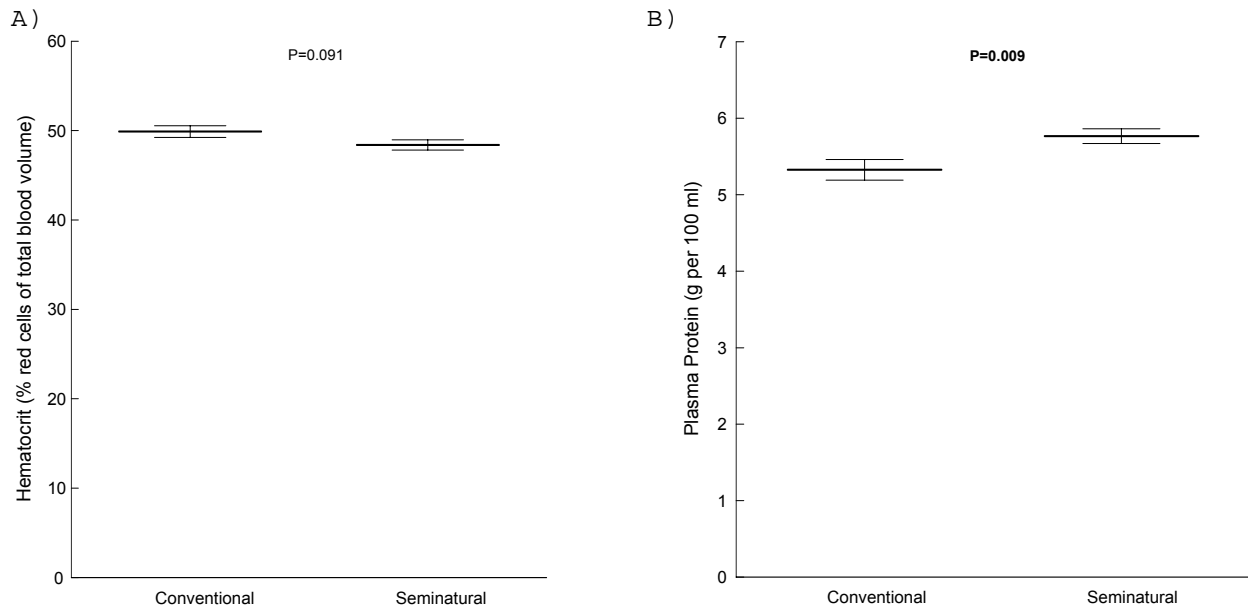 A)
P=0.091
Hematocrit (% red cells of total blood volume)
60
50
40
30
20
10
0
Conventional
Seminatural
B)
P=0.009
Plasma Protein (g per 100 ml)
7
6
5
4
3
2
1
0
Conventional
Seminatural